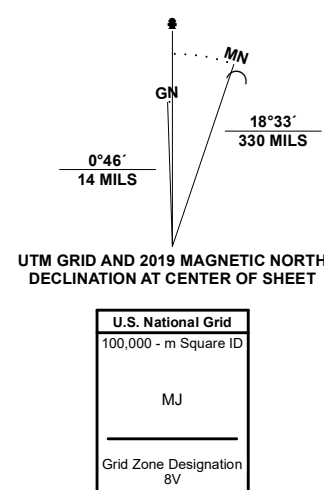 MN
GN
0°46´
14 MILS
18°33´
330 MILS
UTM GRID AND 2019 MAGNETIC NORTH
DECLINATION AT CENTER OF SHEET
U.S. National Grid
100,000 - m Square ID
MJ
Grid Zone Designation
8V